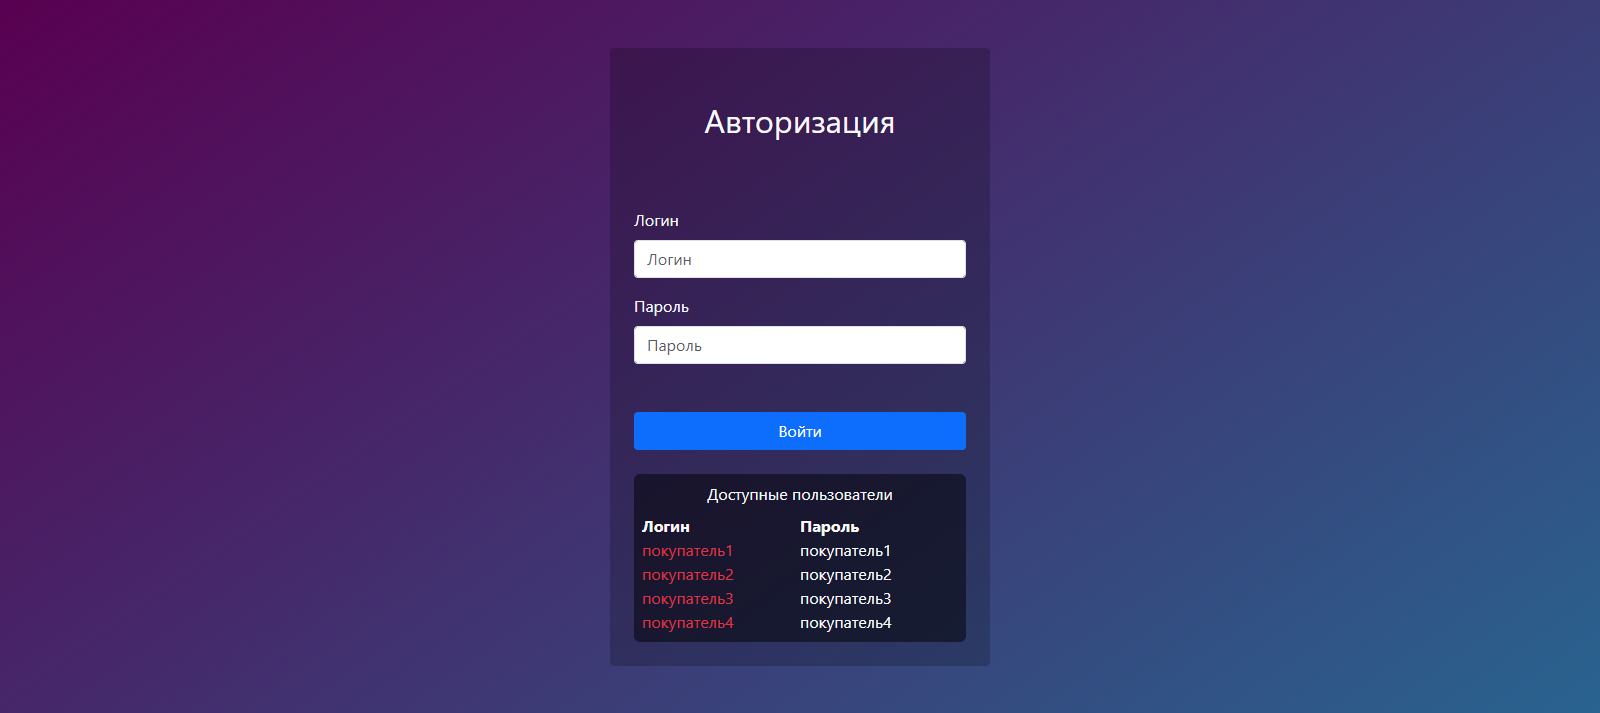 Авторизация
Логин
Логин
Пароль
Пароль
Войти
Доступные пользователи
Логин Пароль
покупатель1 покупатель1
покупатель2 покупатель2
покупатель3 покупатель3
покупатель4 покупатель4